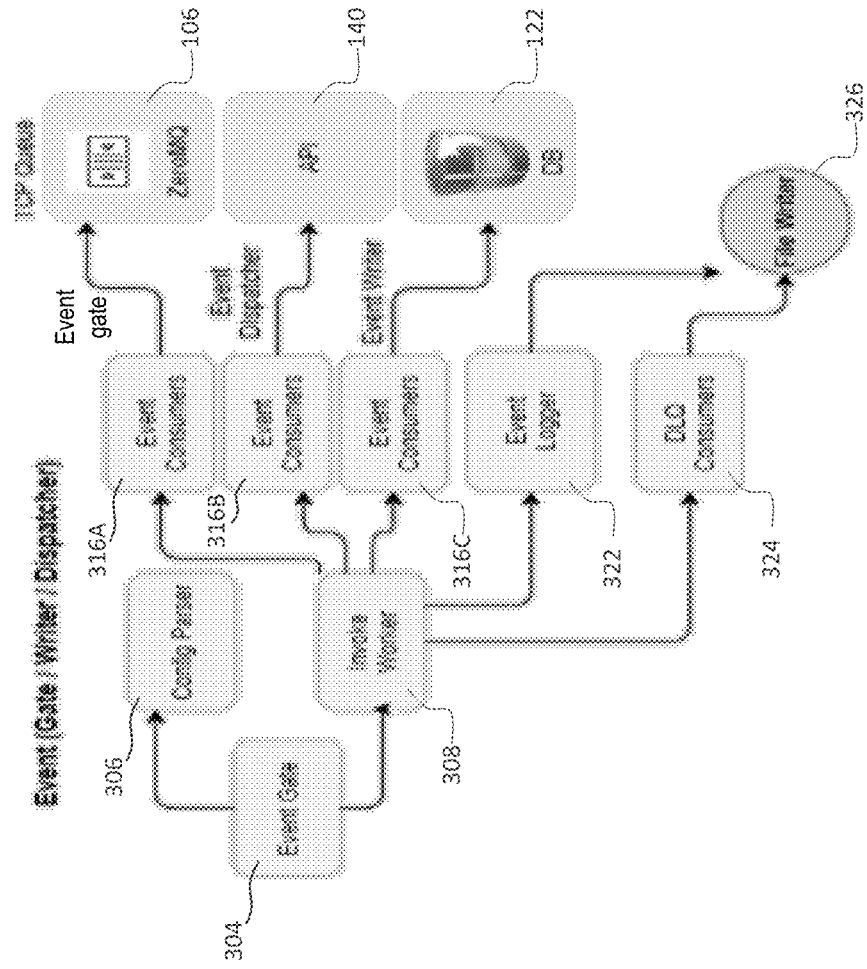 Event (Gate / Writer / Dispatcher)
304
Event Gate
306
Config Parser
308
Invoke
Worker
316A
Event
Consumers
316B
Event
Consumers
316C
Event
Consumers
322
Event
Logger
324
DLQ
Consumers
Event
gate
Event
Dispatcher
Event Writer
TCP Queue
ZeroMQ
106
API
140
DB
122
File Writer
326